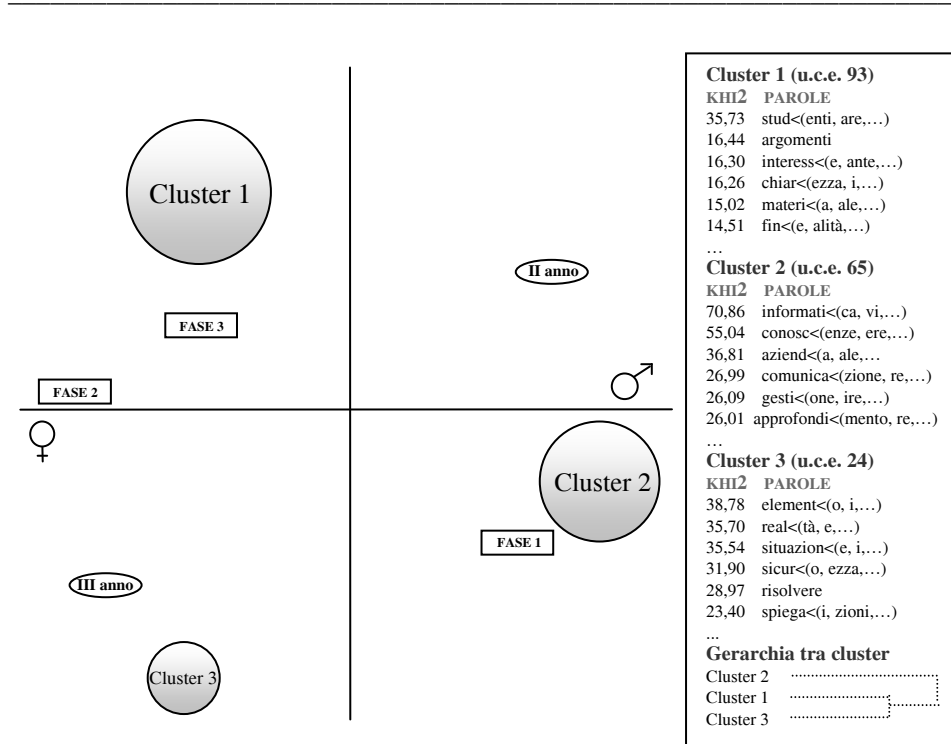 Cluster 1
II anno
FASE 3
FASE 2
Cluster 2
FASE 1
III anno
Cluster 3
Cluster 1 (u.c.e. 93)
KHI2 PAROLE
35,73 stud<(enti, are,…)
16,44 argomenti
16,30 interess<(e, ante,…)
16,26 chiar<(ezza, i,…)
15,02 materi<(a, ale,…)
14,51 fin<(e, alità,…)
…
Cluster 2 (u.c.e. 65)
KHI2 PAROLE
70,86 informati<(ca, vi,…)
55,04 conosc<(enze, ere,…)
36,81 aziend<(a, ale,…
26,99 comunica<(zione, re,…)
26,09 gesti<(one, ire,…)
26,01 approfondi<(mento, re,…)
…
Cluster 3 (u.c.e. 24)
KHI2 PAROLE
38,78 element<(o, i,…)
35,70 real<(tà, e,…)
35,54 situazion<(e, i,…)
31,90 sicur<(o, ezza,…)
28,97 risolvere
23,40 spiega<(i, zioni,…)
...
Gerarchia tra cluster
Cluster 2
Cluster 1
Cluster 3